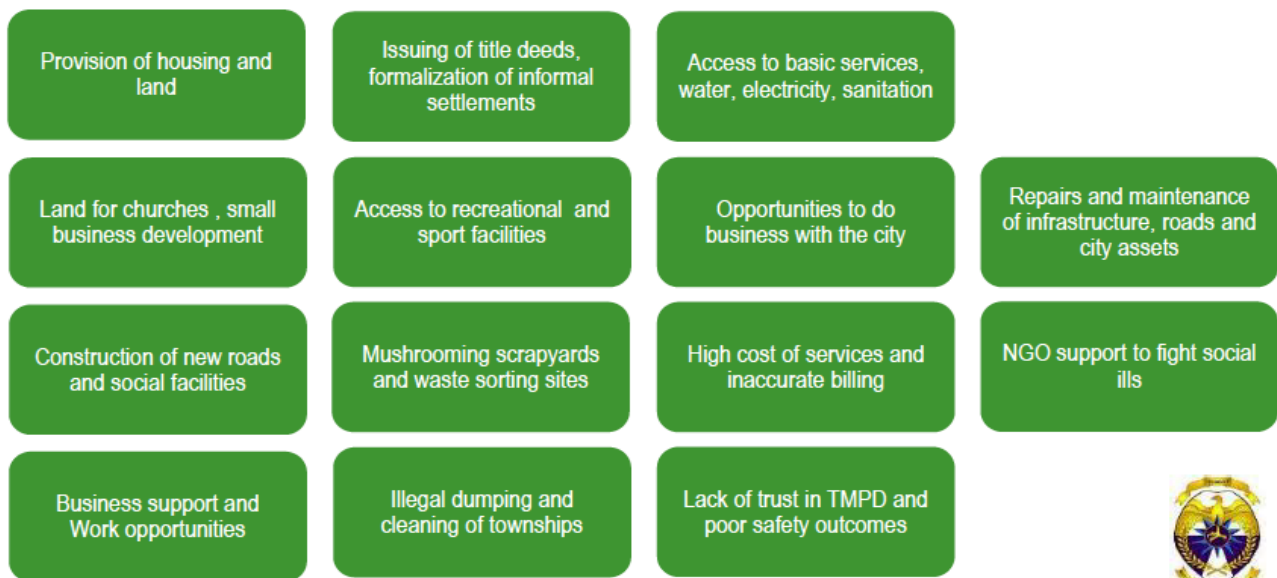 Provision of housing and
land
Issuing of title deeds,
formalization of informal
settlements
Access to basic services,
water, electricity, sanitation
Land for churches , small
business development
Access to recreational and
sport facilities
Opportunities to do
business with the city
Repairs and maintenance
of infrastructure, roads and
city assets
Construction of new roads
and social facilities
Mushrooming scrapyards
and waste sorting sites
High cost of services and
inaccurate billing
NGO support to fight social
ills
Business support and
Work opportunities
Illegal dumping and
cleaning of townships
Lack of trust in TMPD and
poor safety outcomes